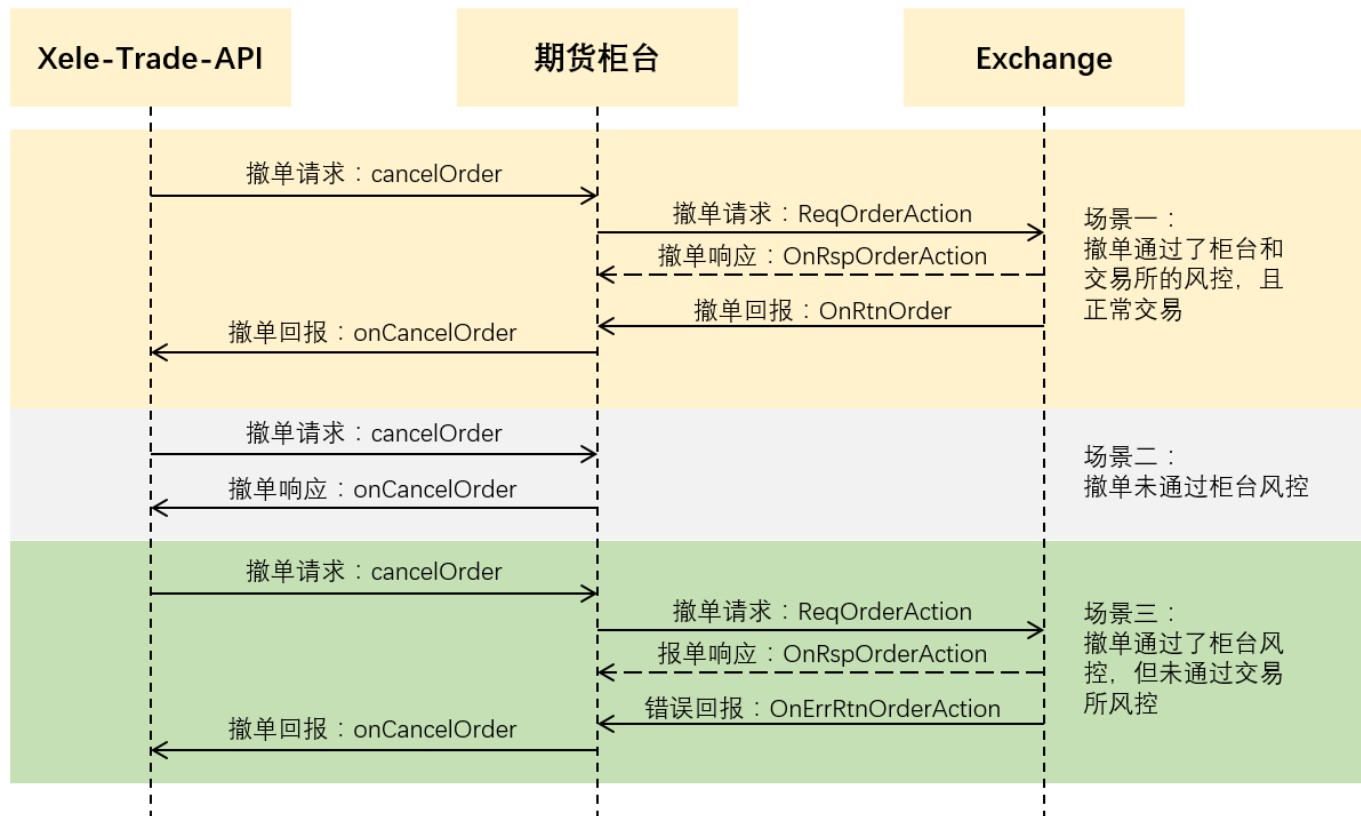 Xele-Trade-API
期货柜台
Exchange
撤单请求：cancelOrder
撤单请求：ReqOrderAction
撤单响应：OnRspOrderAction
撤单回报：OnRtnOrder
撤单回报：onCancelOrder
场景一：
撤单通过了柜台和
交易所的风控，且
正常交易
撤单请求：cancelOrder
撤单响应：onCancelOrder
场景二：
撤单未通过柜台风控
撤单请求：cancelOrder
撤单请求：ReqOrderAction
报单响应：OnRspOrderAction
错误回报：OnErrRtnOrderAction
撤单回报：onCancelOrder
场景三：
撤单通过了柜台风
控，但未通过交易
所风控